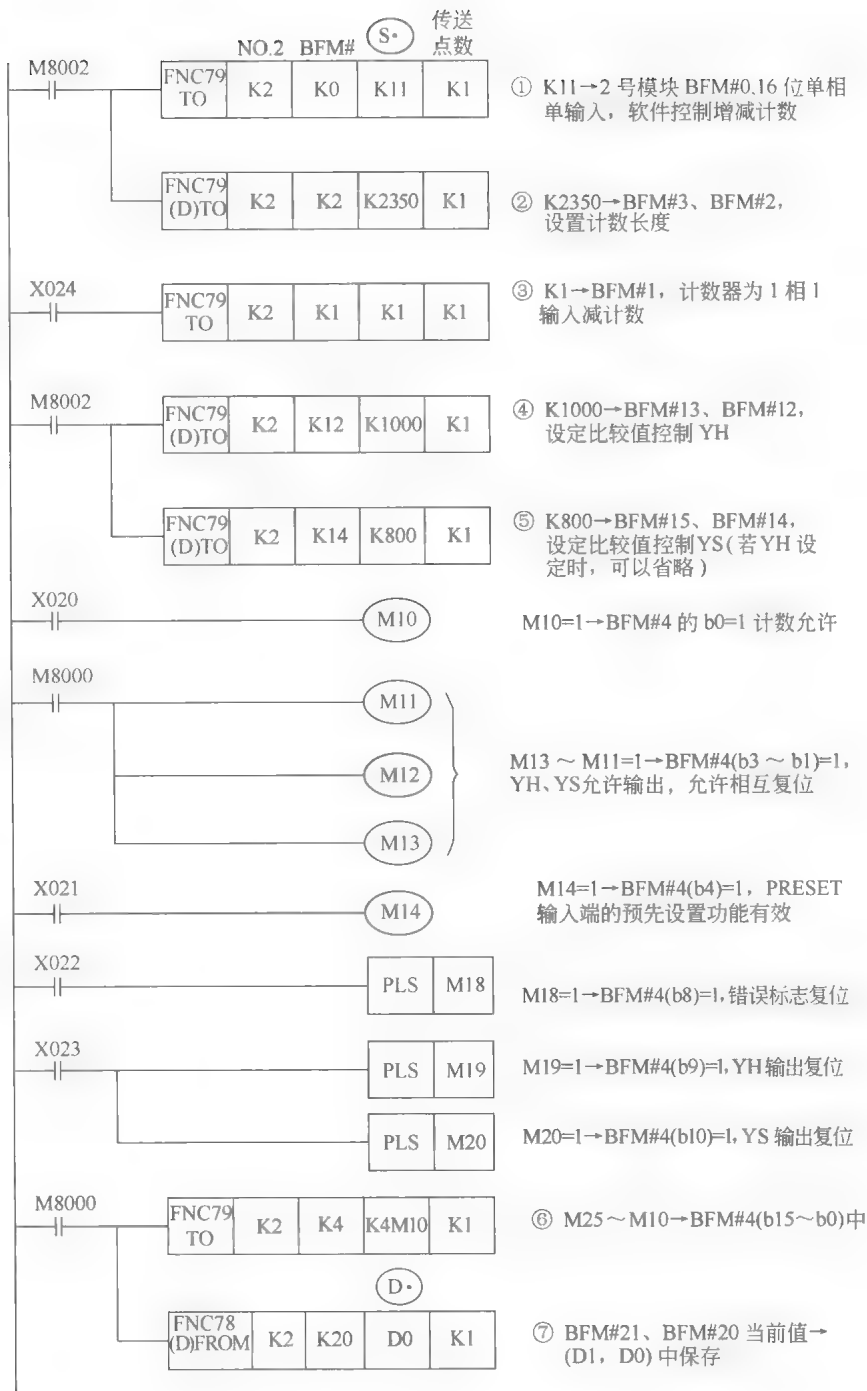 传送
NO.2 BFM# S· 点数
M8002
FNC79 TO K2 K0 K11 K1
① K11→2 号模块 BFM#0.16 位单相
单输入，软件控制增减计数
FNC79 (D)TO K2 K2 K2350 K1
② K2350→BFM#3、BFM#2,
设置计数长度
X024
FNC79 TO K2 K1 K1 K1
③ K1→BFM#1，计数器为 1 相 1
输入减计数
M8002
FNC79 (D)TO K2 K12 K1000 K1
④ K1000→BFM#13、BFM#12,
设定比较值控制 YH
FNC79 (D)TO K2 K14 K800 K1
⑤ K800→BFM#15、BFM#14,
设定比较值控制YS(若YH 设
定时，可以省略)
X020
M10
M10=1→BFM#4 的 b0=1 计数允许
M8000
M11
M12
M13
M13～M11=1→BFM#4(b3～b1)=1,
YH、YS允许输出，允许相互复位
X021
M14
M14=1→BFM#4(b4)=1，PRESET
输入端的预先设置功能有效
X022
PLS M18
M18=1→BFM#4(b8)=1,错误标志复位
X023
PLS M19
M19=1→BFM#4(b9)=1,YH输出复位
PLS M20
M20=1→BFM#4(b10)=1,YS 输出复位
M8000
FNC79 TO K2 K4 K4M10 K1
⑥ M25～M10→BFM#4(b15～b0)中
D·
FNC78 (D)FROM K2 K20 D0 K1
⑦ BFM#21、BFM#20 当前值→
(D1，D0) 中保存